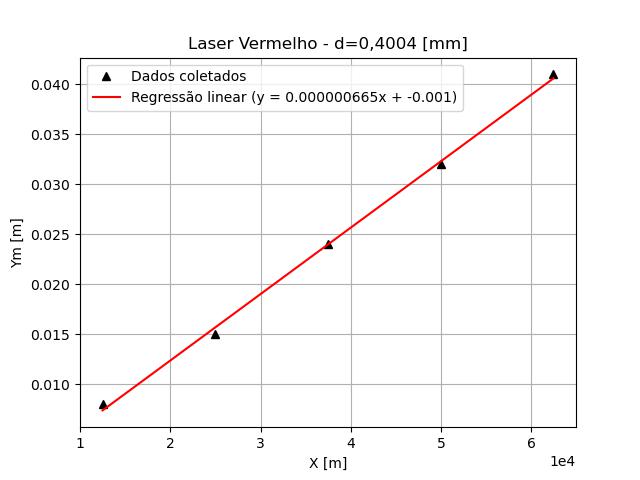 Laser Vermelho - d=0,4004 [mm]
Dados coletados
Regressão linear (y = 0.000000665x + -0.001)
Ym [m]
0.040
0.035
0.030
0.025
0.020
0.015
0.010
1 2 3 4 5 6
1e4
X [m]